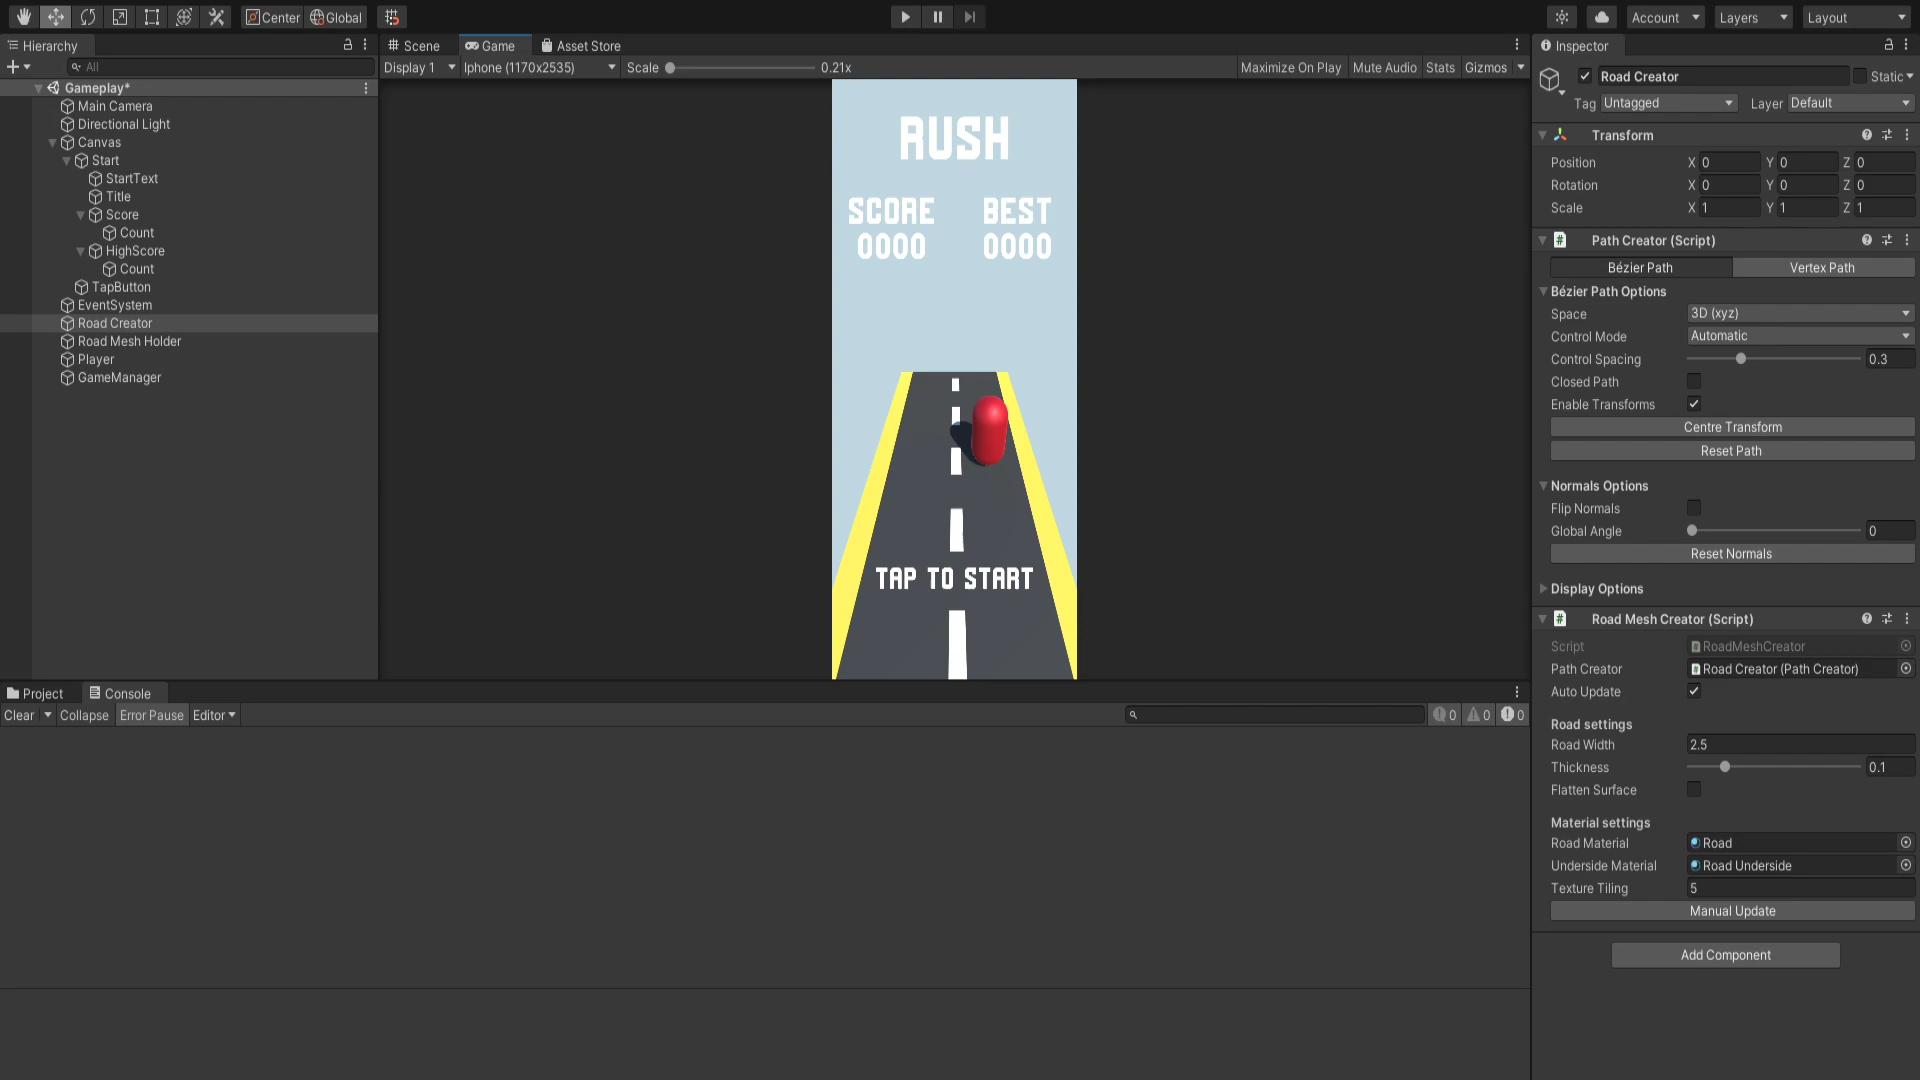 Center
Global
Account
Layers
Layout
Hierarchy
All
Gameplay*
Main Camera
Directional Light
Canvas
Start
StartText
Title
Score
Count
HighScore
Count
TapButton
EventSystem
Road Creator
Road Mesh Holder
Player
GameManager
Scene
Game
Asset Store
Display 1
Iphone (1170x2535)
Scale
0.21x
Maximize On Play
Mute Audio
Stats
Gizmos
RUSH
SCORE BEST
0000 0000
TAP TO START
Project
Console
Clear
Collapse
Error Pause
Editor
0
0
0
Inspector
Road Creator
Static
Tag Untagged
Layer Default
Transform
Position X 0 Y 0 Z 0
Rotation X 0 Y 0 Z 0
Scale X 1 Y 1 Z 1
# Path Creator (Script)
Bézier Path
Vertex Path
Bézier Path Options
Space 3D (xyz)
Control Mode Automatic
Control Spacing 0.3
Closed Path
Enable Transforms
Centre Transform
Reset Path
Normals Options
Flip Normals
Global Angle 0
Reset Normals
Display Options
# Road Mesh Creator (Script)
Script RoadMeshCreator
Path Creator Road Creator (Path Creator)
Auto Update
Road settings
Road Width 2.5
Thickness 0.1
Flatten Surface
Material settings
Road Material Road
Underside Material Road Underside
Texture Tiling 5
Manual Update
Add Component